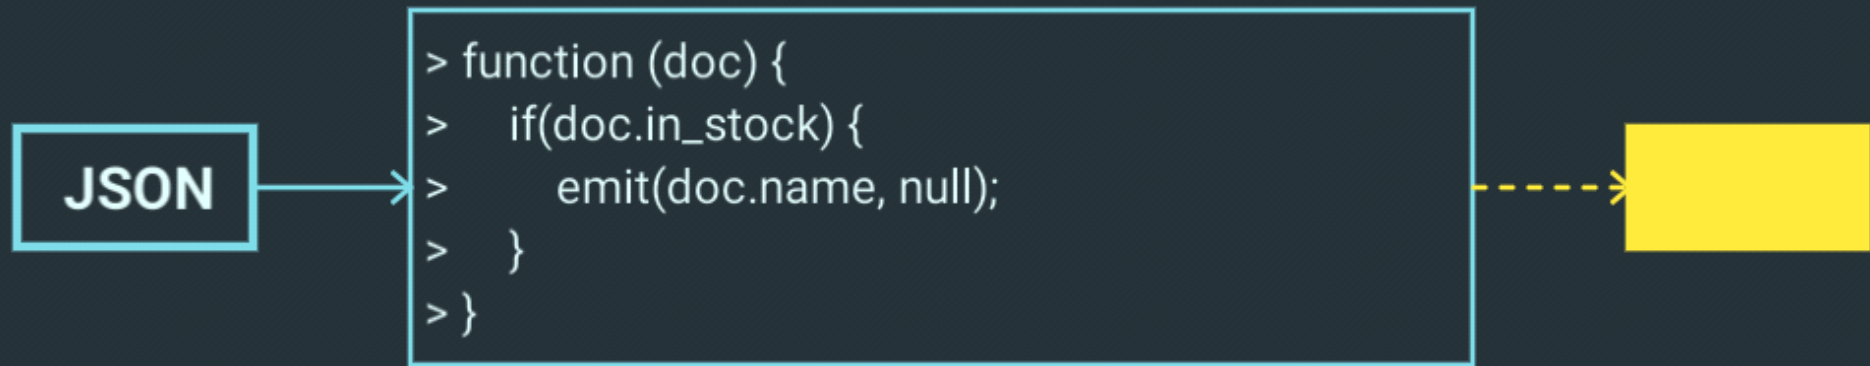 JSON
> function (doc) {
>     if(doc.in_stock) {
>         emit(doc.name, null);
>     }
> }